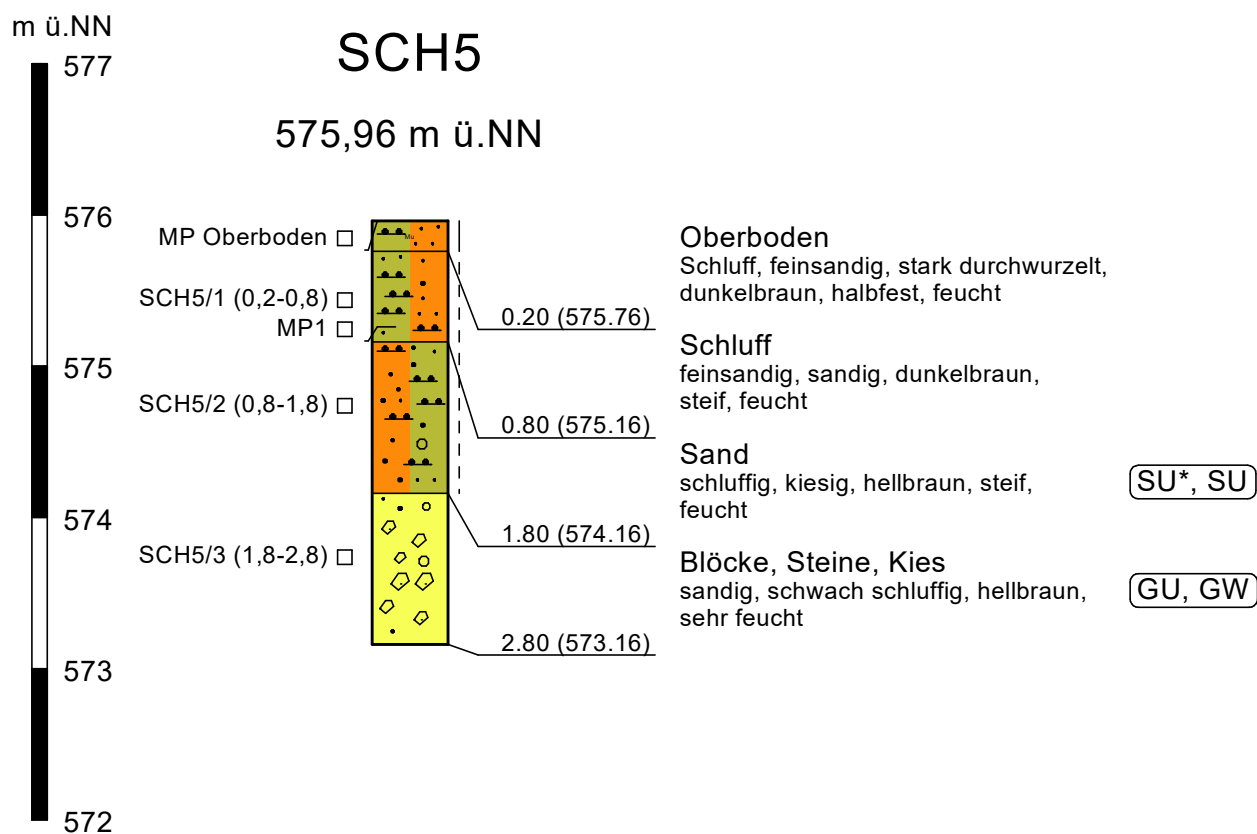 m ü.NN
SCH5
577
575,96 m ü.NN
576
MP Oberboden
Mu
Oberboden
Schluff, feinsandig, stark durchwurzelt,
dunkelbraun, halbfest, feucht
SCH5/1 (0,2-0,8)
0.20 (575.76)
MP1
Schluff
feinsandig, sandig, dunkelbraun,
steif, feucht
575
SCH5/2 (0,8-1,8)
0.80 (575.16)
Sand
schluffig, kiesig, hellbraun, steif,
feucht
SU*, SU
574
1.80 (574.16)
SCH5/3 (1,8-2,8)
Blöcke, Steine, Kies
sandig, schwach schluffig, hellbraun,
sehr feucht
GU, GW
2.80 (573.16)
573
572